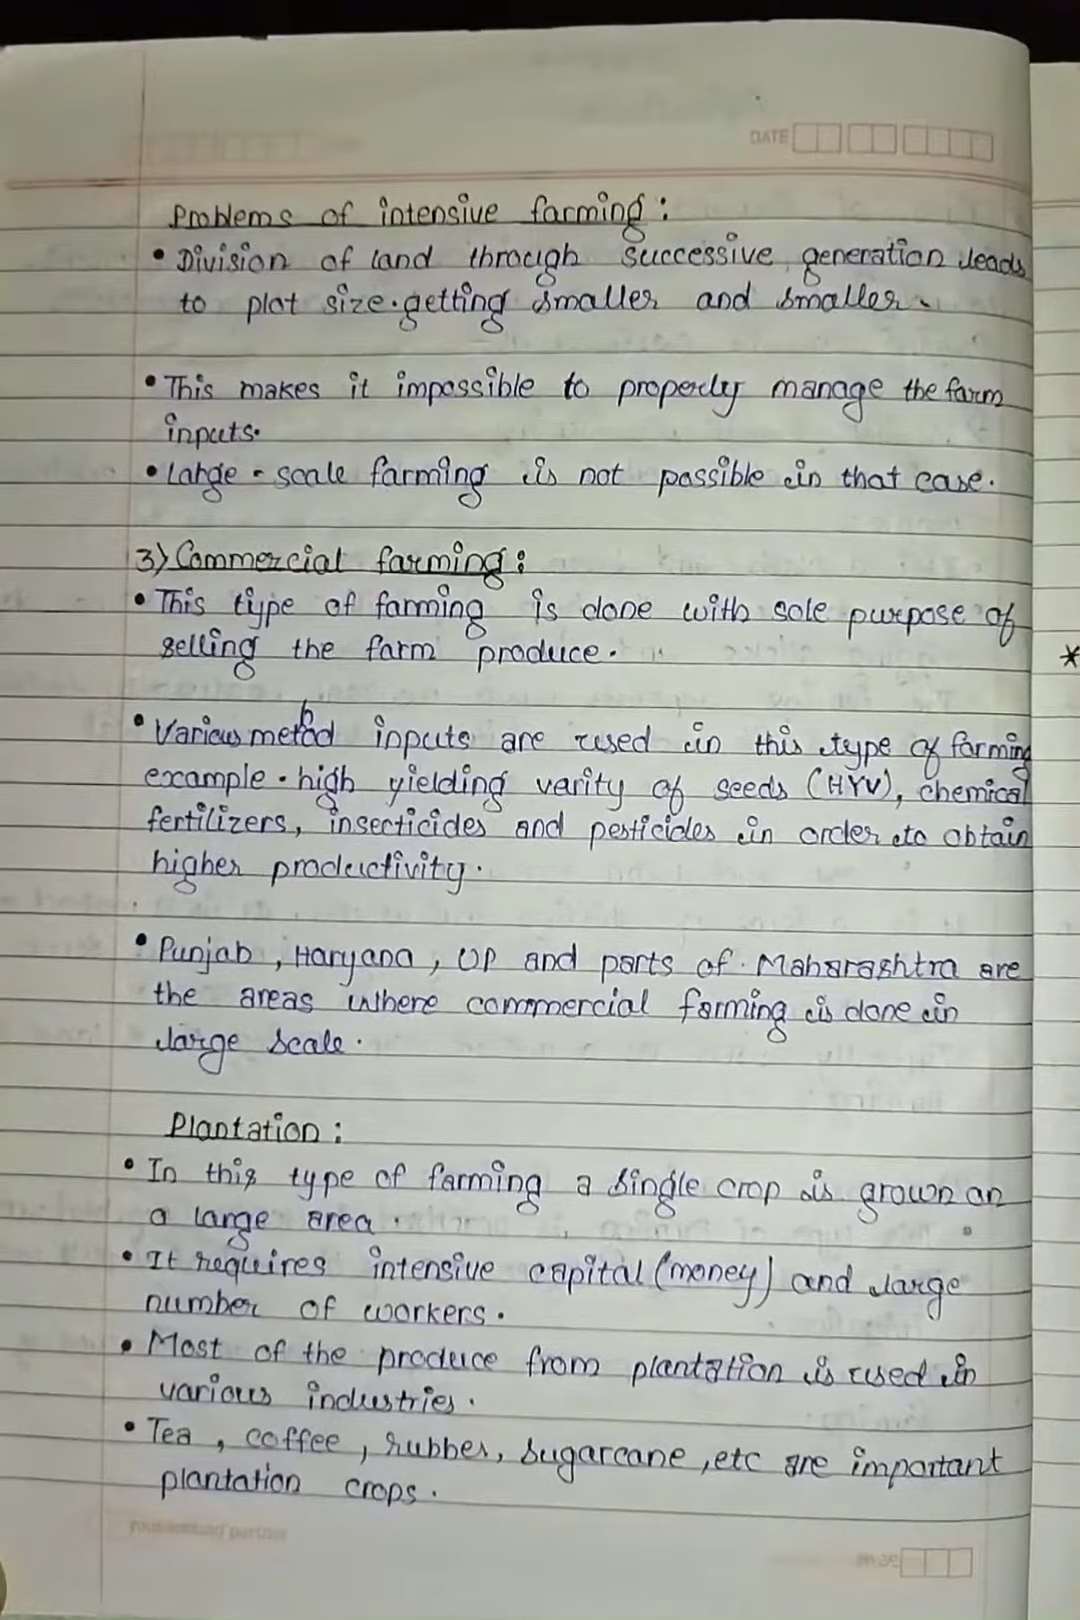 DATE
Problems of intensive farming:
• Division of land through successive generation leads
to plot size. getting smaller and smaller.
• This makes it impossible to properly manage the farm
inputs.
• Large - scale farming is not possible in that case.
3) Commercial farming:
• This type of farming is done with sole purpose of
selling the farm produce.
*
• Various methad inputs are used in this type of farming
example. high yielding varity of seeds (HYV), chemical
fertilizers, insecticides and pesticides in order to obtain
higher productivity.
• Punjab, Haryana, UP and parts of Maharashtra are
the areas where commercial farming is done in
large scale.
Plantation:
• In this type of farming a single crop is grown on
a large area.
• It requires intensive capital (money) and large
number of workers.
• Most of the produce from plantation is used in
various industries.
• Tea, coffee, rubber, sugarcane, etc are important
plantation crops.